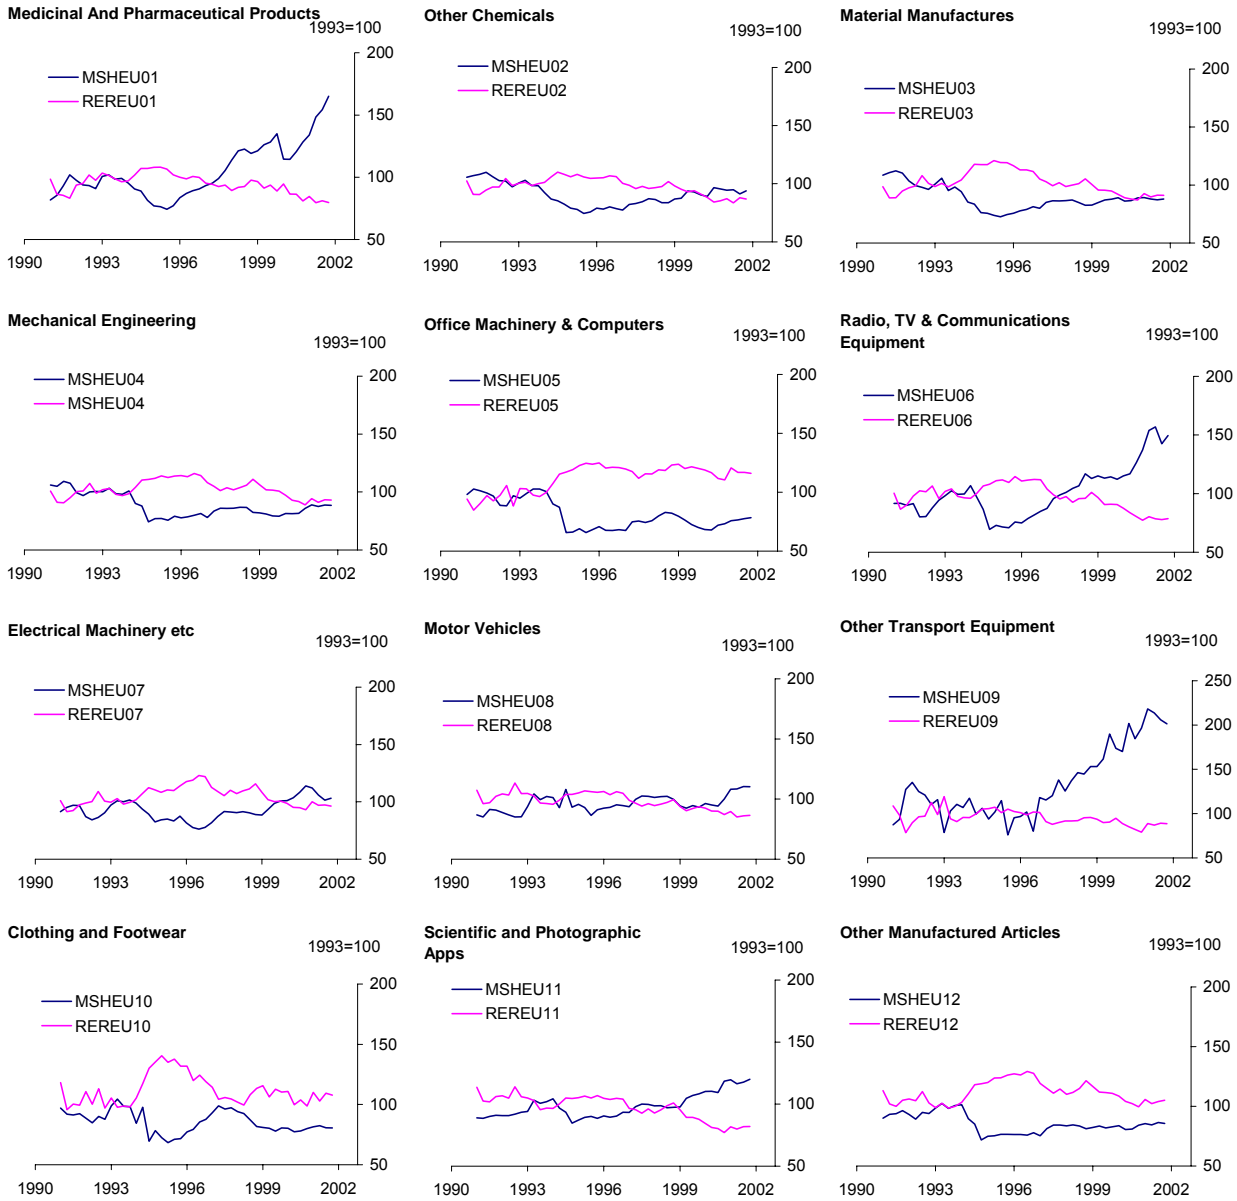 Medicinal And Pharmaceutical Products
1993=100
200
MSHEU01
REREU01
150
100
50
1990 1993 1996 1999 2002
Other Chemicals
1993=100
200
MSHEU02
REREU02
150
100
50
1990 1993 1996 1999 2002
Material Manufactures
1993=100
200
MSHEU03
REREU03
150
100
50
1990 1993 1996 1999 2002
Mechanical Engineering
1993=100
200
MSHEU04
MSHEU04
150
100
50
1990 1993 1996 1999 2002
Office Machinery & Computers
1993=100
200
MSHEU05
REREU05
150
100
50
1990 1993 1996 1999 2002
Radio, TV & Communications
Equipment
1993=100
200
MSHEU06
REREU06
150
100
50
1990 1993 1996 1999 2002
Electrical Machinery etc
1993=100
200
MSHEU07
REREU07
150
100
50
1990 1993 1996 1999 2002
Motor Vehicles
1993=100
200
MSHEU08
REREU08
150
100
50
1990 1993 1996 1999 2002
Other Transport Equipment
1993=100
250
MSHEU09
200
REREU09
150
100
50
1990 1993 1996 1999 2002
Clothing and Footwear
1993=100
200
MSHEU10
REREU10
150
100
50
1990 1993 1996 1999 2002
Scientific and Photographic
Apps
1993=100
200
MSHEU11
REREU11
150
100
50
1990 1993 1996 1999 2002
Other Manufactured Articles
1993=100
200
MSHEU12
REREU12
150
100
50
1990 1993 1996 1999 2002